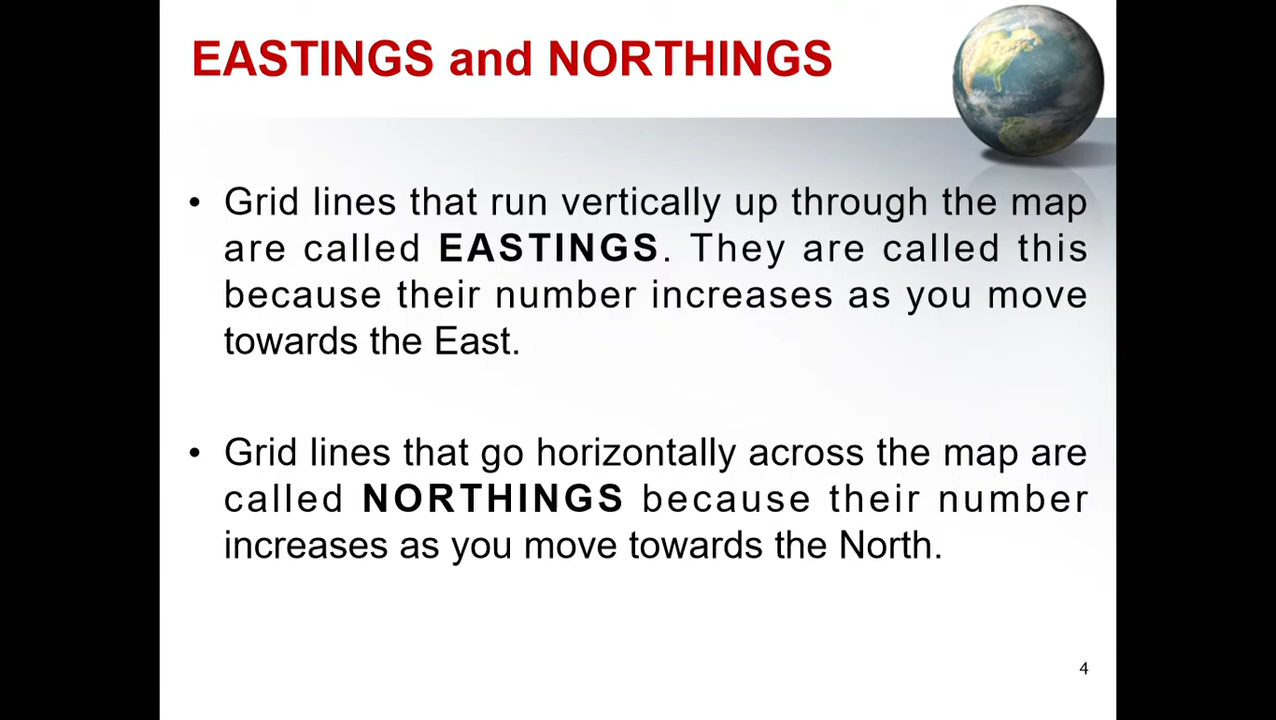 EASTINGS and NORTHINGS
• Grid lines that run vertically up through the map
are called EASTINGS. They are called this
because their number increases as you move
towards the East.
• Grid lines that go horizontally across the map are
called NORTHINGS because their number
increases as you move towards the North.
4